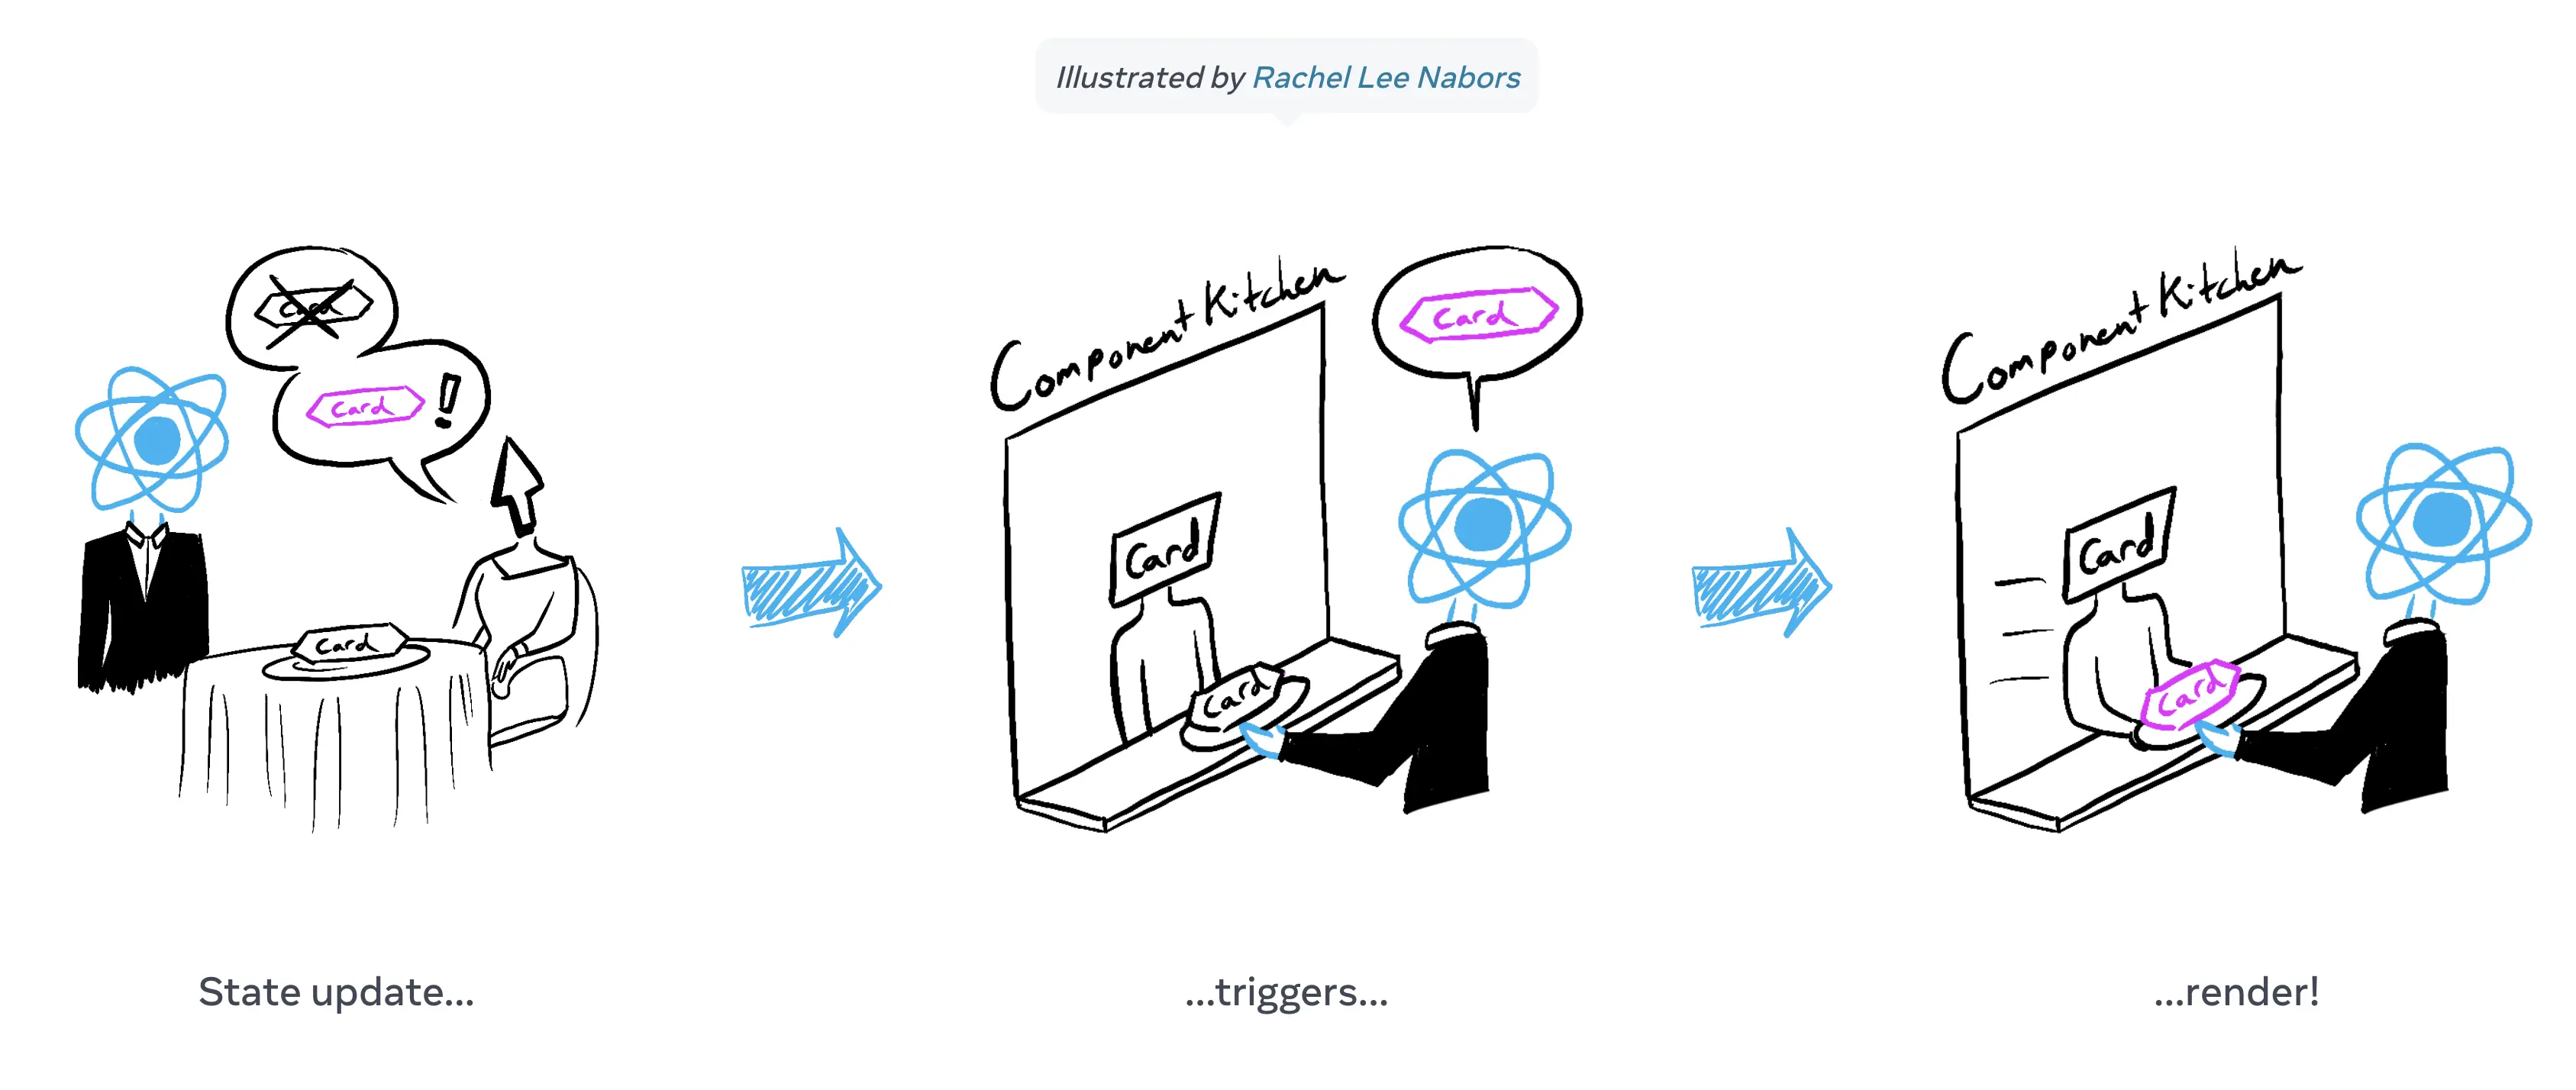 Illustrated by Rachel Lee Nabors
Card
Card!
Card
State update...
Component Kitchen
Card
Card
Card
...triggers...
Component Kitchen
Card
Card
...render!